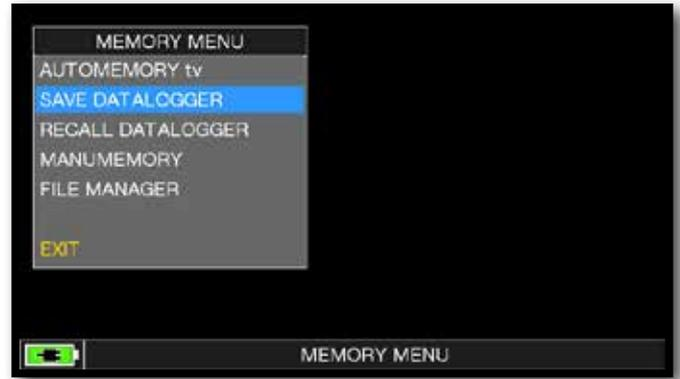 MEMORY MENU
AUTOMEMORY tv
SAVE DATALOGGER
RECALL DATALOGGER
MANUMEMORY
FILE MANAGER
EXIT
MEMORY MENU